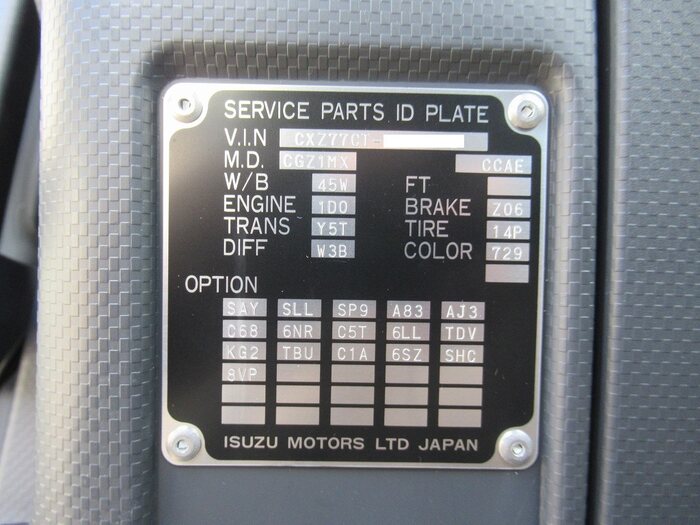 SERVICE PARTS ID PLATE
V.I.N CXZ77CT-
M.D. CGZ1MX CCAE
W/B 45W FT
ENGINE 1D0 BRAKE Z06
TRANS Y5T TIRE 14P
DIFF W3B COLOR 729
OPTION
SAY SLL SP9 A83 AJ3
C68 6NR C5T 6LL TDV
KG2 TBU C1A 6SZ SHC
8VP
ISUZU MOTORS LTD JAPAN